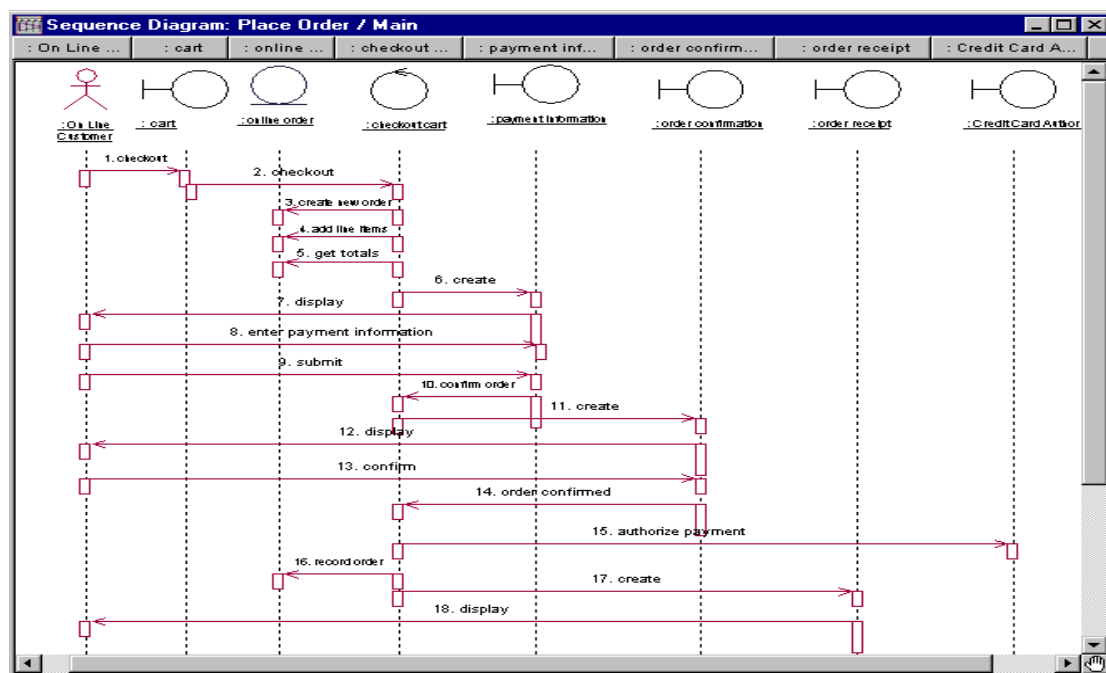 Sequence Diagram: Place Order / Main
: On Line ...
: cart
: online ...
: checkout ...
: payment inf...
: order confirm...
: order receipt
: Credit Card A...
:On Line
Customer
: cart
:online order
:checkout cart
:payment information
:order confirmation
:order receipt
:CreditCard Author
1. checkout
2. checkout
3. create new order
4. add line items
5. get totals
6. create
7. display
8. enter payment information
9. submit
10. confirm order
11. create
12. display
13. confirm
14. order confirmed
15. authorize payment
16. record order
17. create
18. display